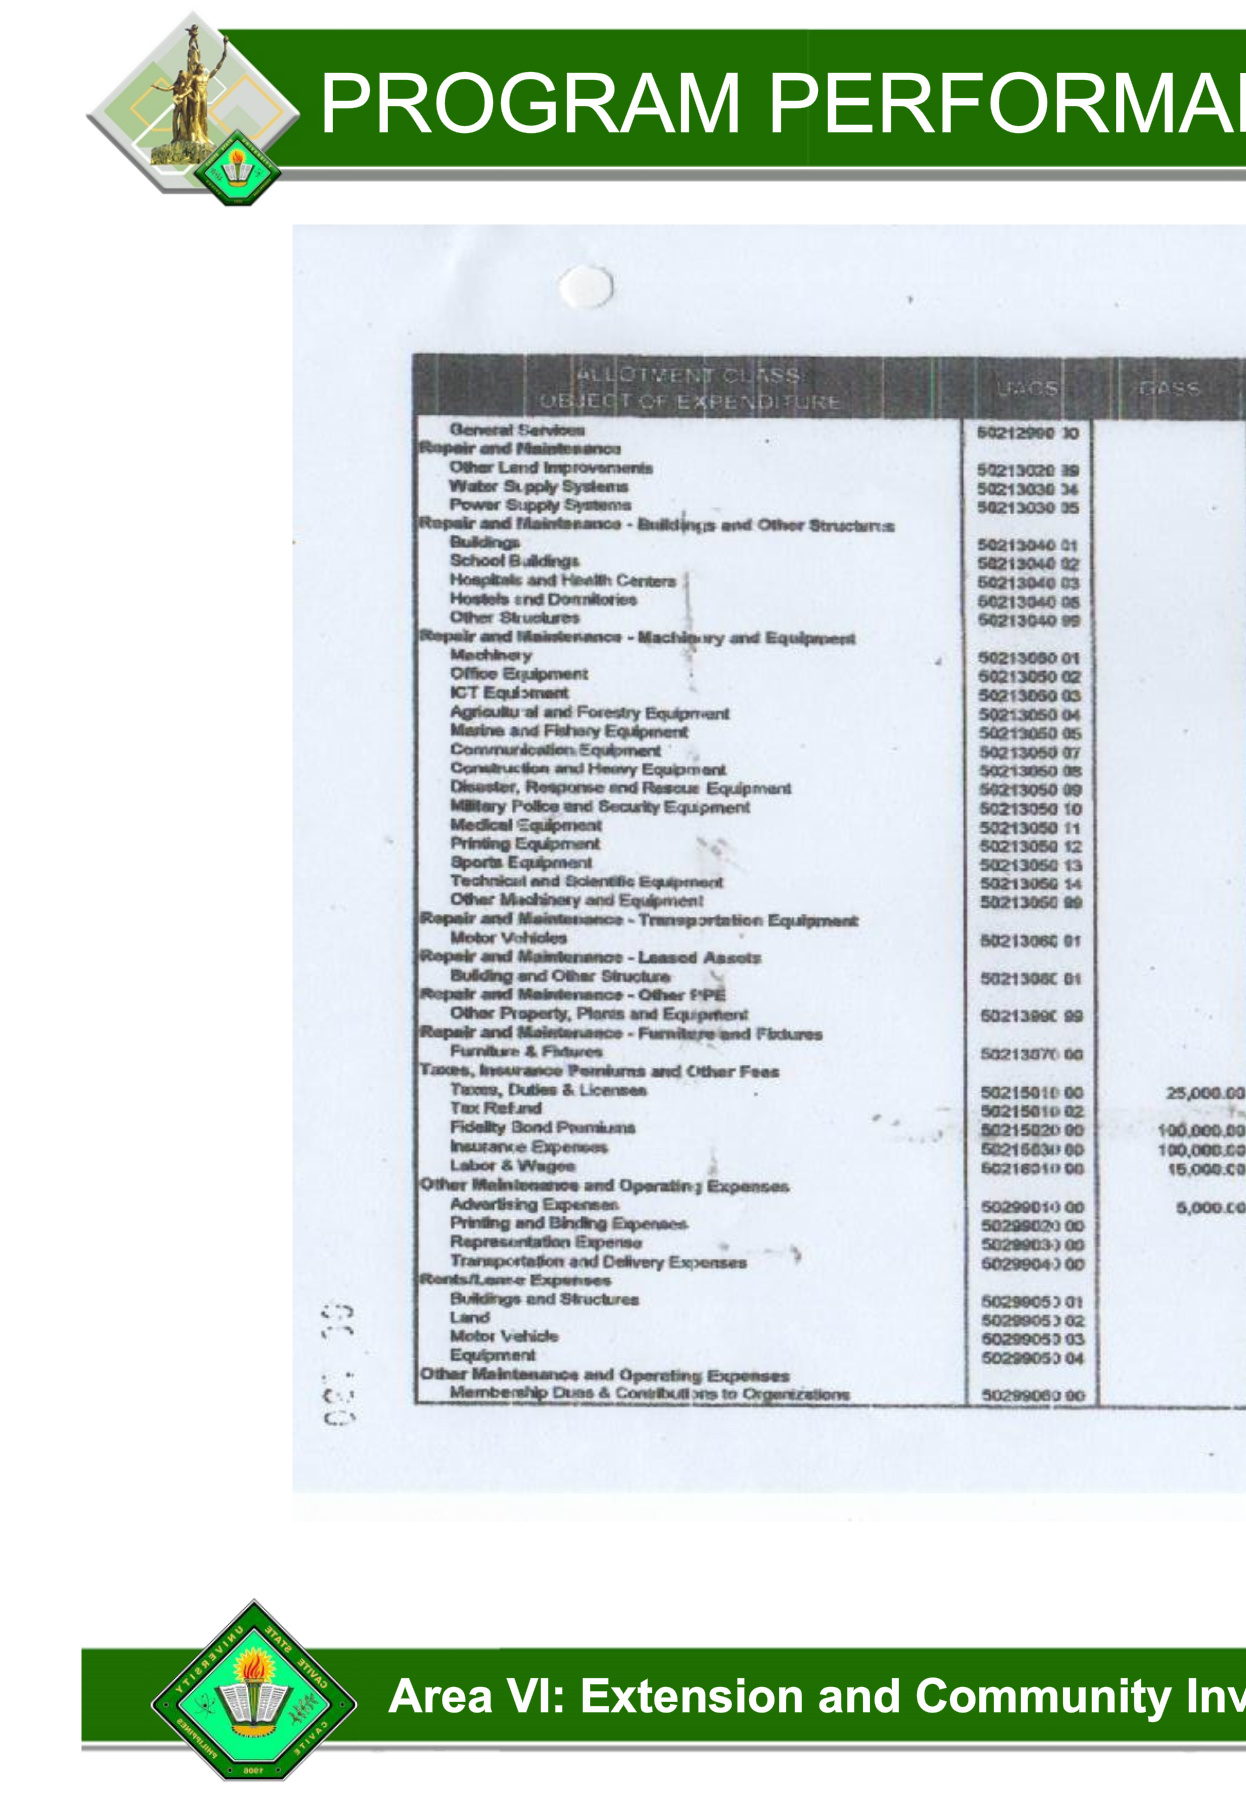 PROGRAM PERFORMAN
ALLOTMENT CLASS/ UACS GASS
OBJECT OF EXPENDITURE
General Services 50212990 00
Repair and Maintenance
Other Land Improvements 50213020 99
Water Supply Systems 50213030 04
Power Supply Systems 50213030 05
Repair and Maintenance - Buildings and Other Structures
Buildings 50213040 01
School Buildings 50213040 02
Hospitals and Health Centers 50213040 03
Hostels and Dormitories 50213040 06
Other Structures 50213040 99
Repair and Maintenance - Machinery and Equipment
Machinery 50213050 01
Office Equipment 50213050 02
ICT Equipment 50213050 03
Agricultural and Forestry Equipment 50213050 04
Marine and Fishery Equipment 50213050 05
Communication Equipment 50213050 07
Construction and Heavy Equipment 50213050 08
Disaster, Response and Rescue Equipment 50213050 09
Military Police and Security Equipment 50213050 10
Medical Equipment 50213050 11
Printing Equipment 50213050 12
Sports Equipment 50213050 13
Technical and Scientific Equipment 50213050 14
Other Machinery and Equipment 50213050 99
Repair and Maintenance - Transportation Equipment
Motor Vehicles 50213060 01
Repair and Maintenance - Leased Assets
Building and Other Structure 50213080 01
Repair and Maintenance - Other PPE
Other Property, Plants and Equipment 50213990 99
Repair and Maintenance - Furniture and Fixtures
Furniture & Fixtures 50213070 00
Taxes, Insurance Pemiums and Other Fees
Taxes, Duties & Licenses 50215010 00 25,000.00
Tax Refund 50215010 02
Fidelity Bond Premiums 50215020 00 100,000.00
Insurance Expenses 50215030 00 100,000.00
Labor & Wages 50216010 00 15,000.00
Other Maintenance and Operating Expenses
Advertising Expenses 50299010 00 5,000.00
Printing and Binding Expenses 50299020 00
Representation Expense 50299030 00
Transportation and Delivery Expenses 50299040 00
Rents/Lease Expenses
Buildings and Structures 50299050 01
Land 50299050 02
Motor Vehicle 50299050 03
Equipment 50299050 04
Other Maintenance and Operating Expenses
Membership Dues & Contributions to Organizations 50299060 00
CAVITE STATE UNIVERSITY
CAVITE PHILIPPINES
1906
Area VI: Extension and Community Inv